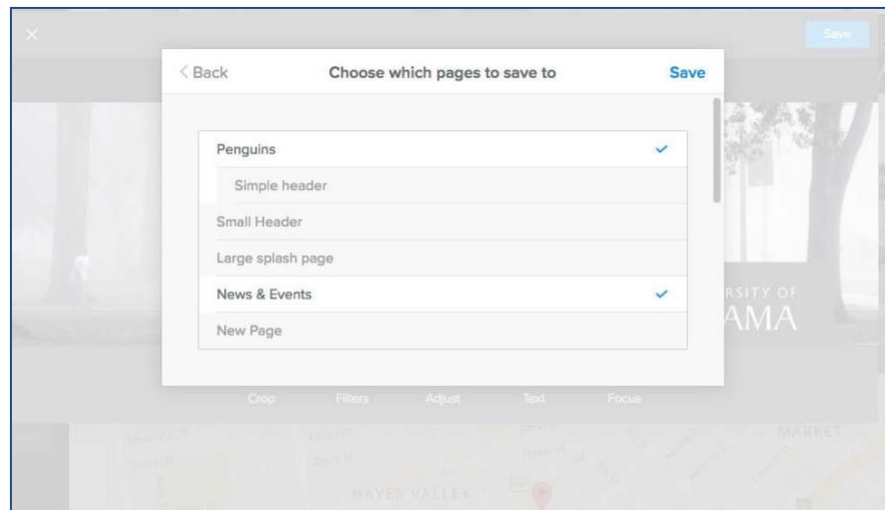 Save
< Back Choose which pages to save to Save
Penguins
Simple header
Small Header
Large splash page
News & Events
New Page
RSITY OF
AMA
Crop Filters Adjust Text Focus
MARKET
HAYES VALLEY